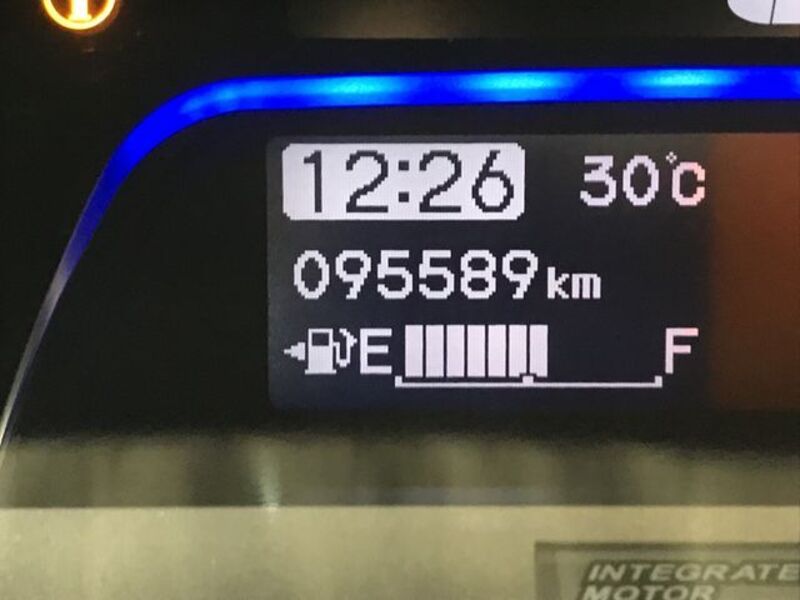 12:26 30°C
095589km
E F
INTEGRATE
MOTOR